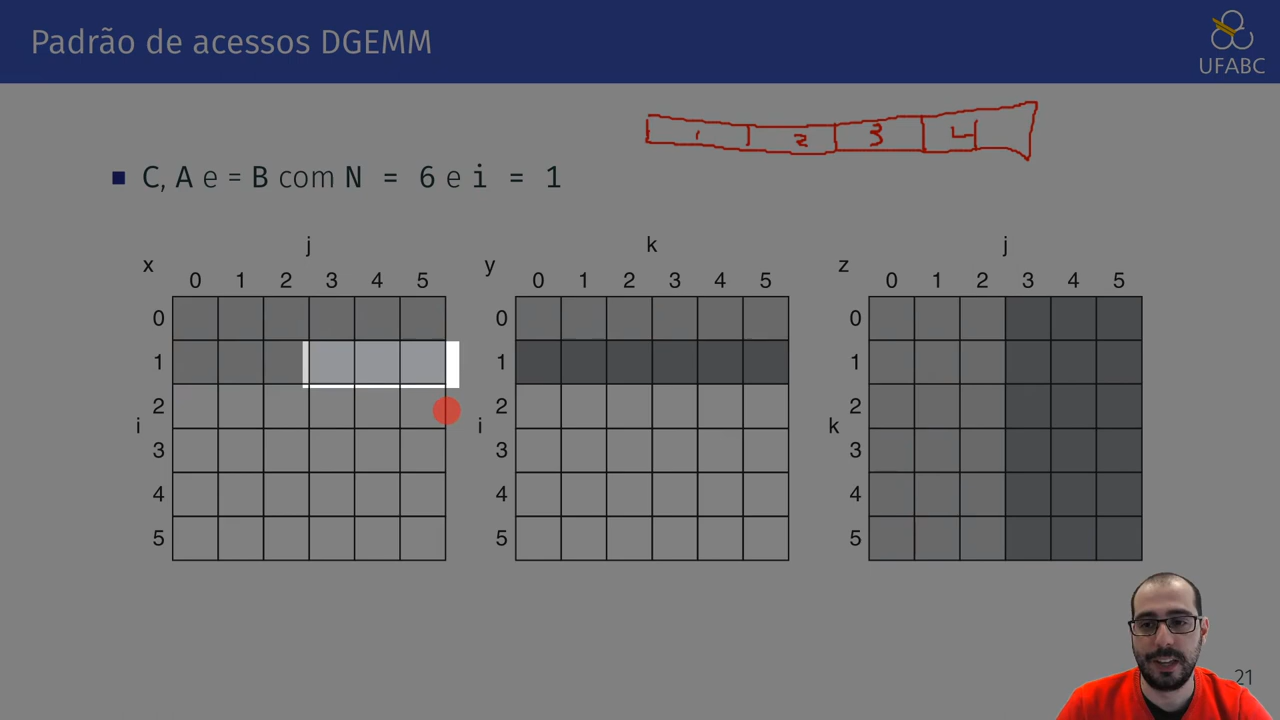 Padrão de acessos DGEMM
UFABC
1 2 3 4
C, A e = B com N = 6 e i = 1
j k j
x 0 1 2 3 4 5 y 0 1 2 3 4 5 z 0 1 2 3 4 5
0 0 0
1 1 1
2 2 2
i i k
3 3 3
4 4 4
5 5 5
21